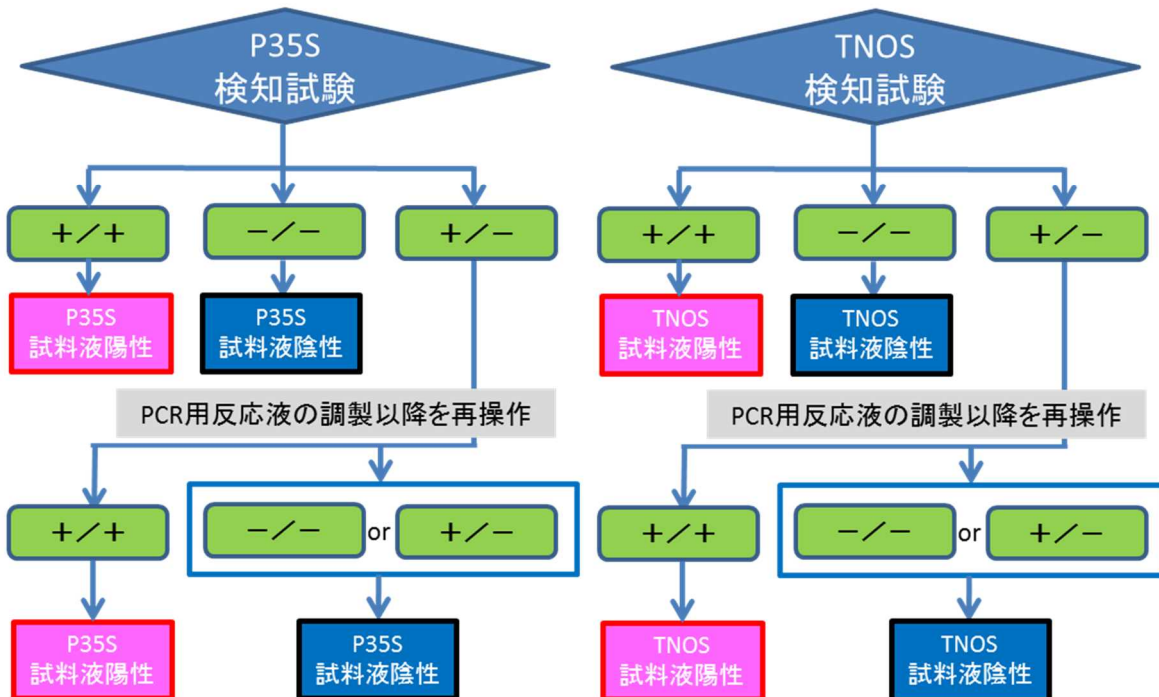 P35S
検知試験
+/+
−/−
+/−
P35S
試料液陽性
P35S
試料液陰性
PCR用反応液の調製以降を再操作
+/+
−/−
or
+/−
P35S
試料液陽性
P35S
試料液陰性
TNOS
検知試験
+/+
−/−
+/−
TNOS
試料液陽性
TNOS
試料液陰性
PCR用反応液の調製以降を再操作
+/+
−/−
or
+/−
TNOS
試料液陽性
TNOS
試料液陰性